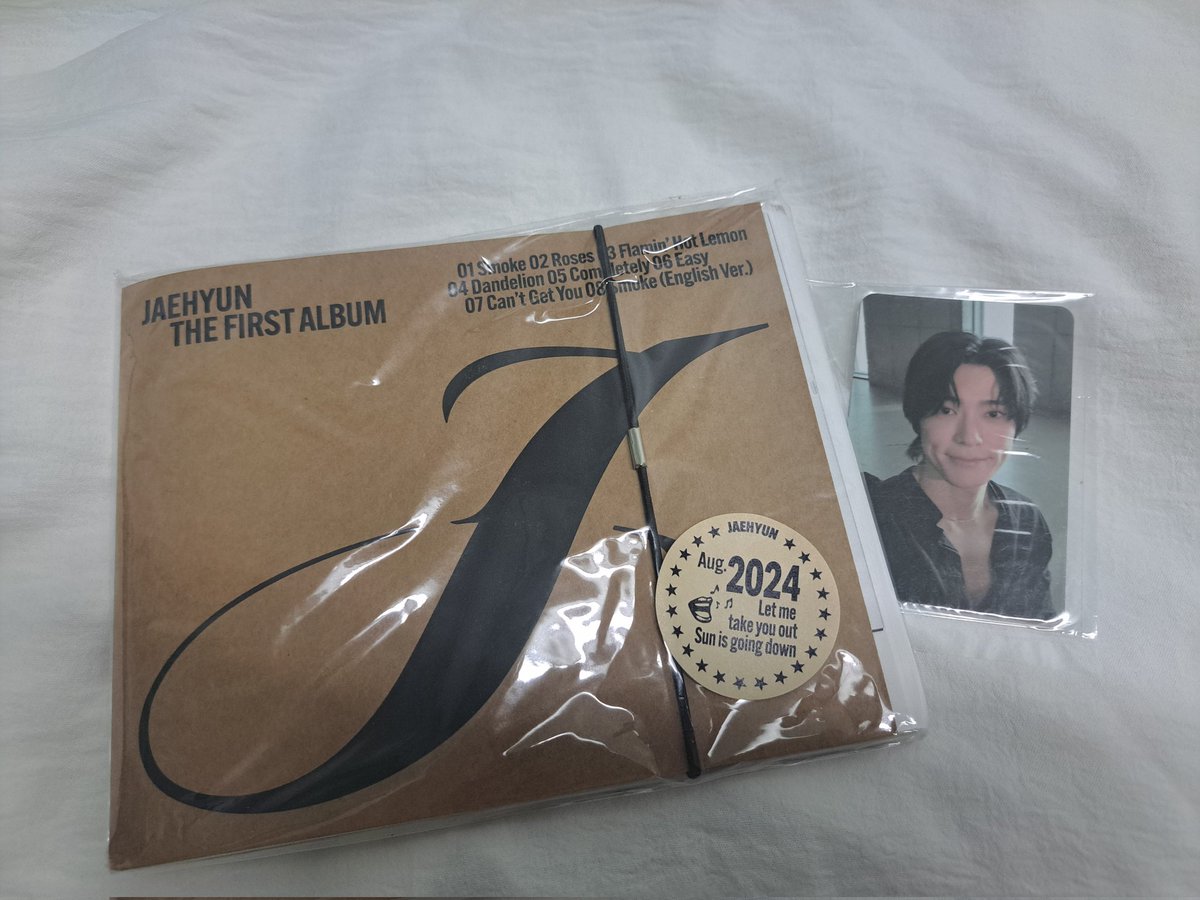 JAEHYUN
THE FIRST ALBUM
01 Smoke 02 Roses 03 Flamin' Hot Lemon
04 Dandelion 05 Completely 06 Easy
07 Can't Get You 08 Smoke (English Ver.)
J
JAEHYUN
Aug. 2024
Let me
take you out
Sun is going down